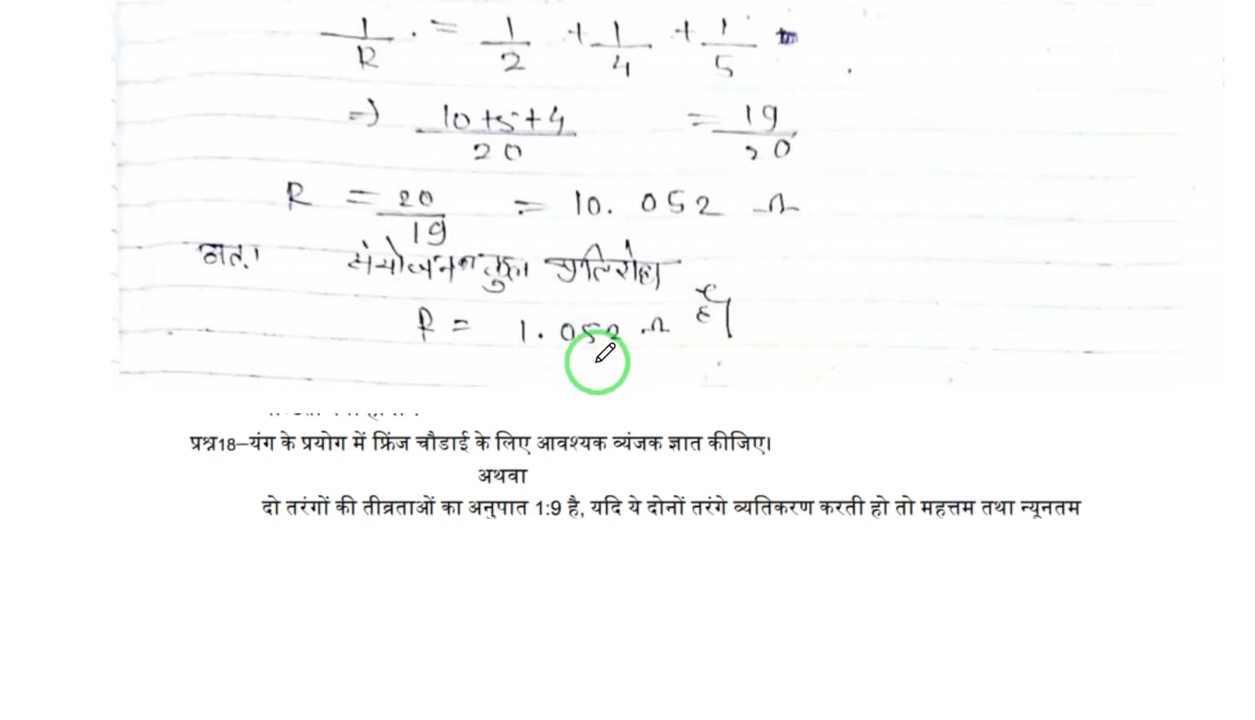 1/R = 1/2 + 1/4 + 1/5
=) 10+5+4/20 = 19/20
R = 20/19 = 10.052 Ω
अतः संयोजन का प्रतिरोध
R = 1.052 Ω है।
प्रश्न18–यंग के प्रयोग में फ्रिंज चौडाई के लिए आवश्यक व्यंजक ज्ञात कीजिए।
अथवा
दो तरंगों की तीव्रताओं का अनुपात 1:9 है, यदि ये दोनों तरंगे व्यतिकरण करती हो तो महत्तम तथा न्यूनतम